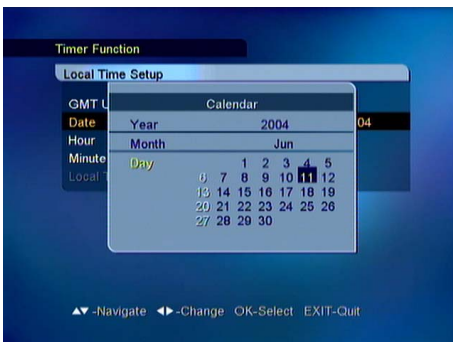 Timer Function
Local Time Setup
GMT U
Calendar
Date
Year 2004
04
Hour
Month Jun
Minute
Day 1 2 3 4 5
Local T
6 7 8 9 10 11 12
13 14 15 16 17 18 19
20 21 22 23 24 25 26
27 28 29 30
▲▼ -Navigate ◄► -Change OK-Select EXIT-Quit